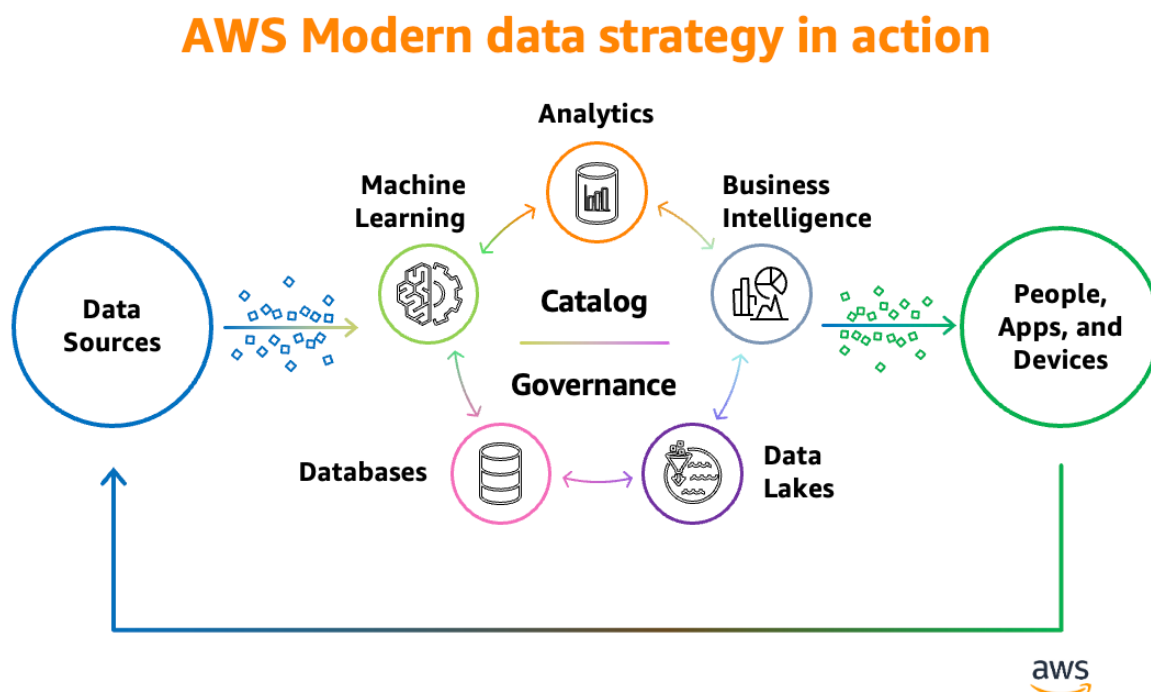 AWS Modern data strategy in action
Analytics
Machine
Learning
Business
Intelligence
Data
Sources
Catalog
Governance
People,
Apps, and
Devices
Databases
Data
Lakes
aws